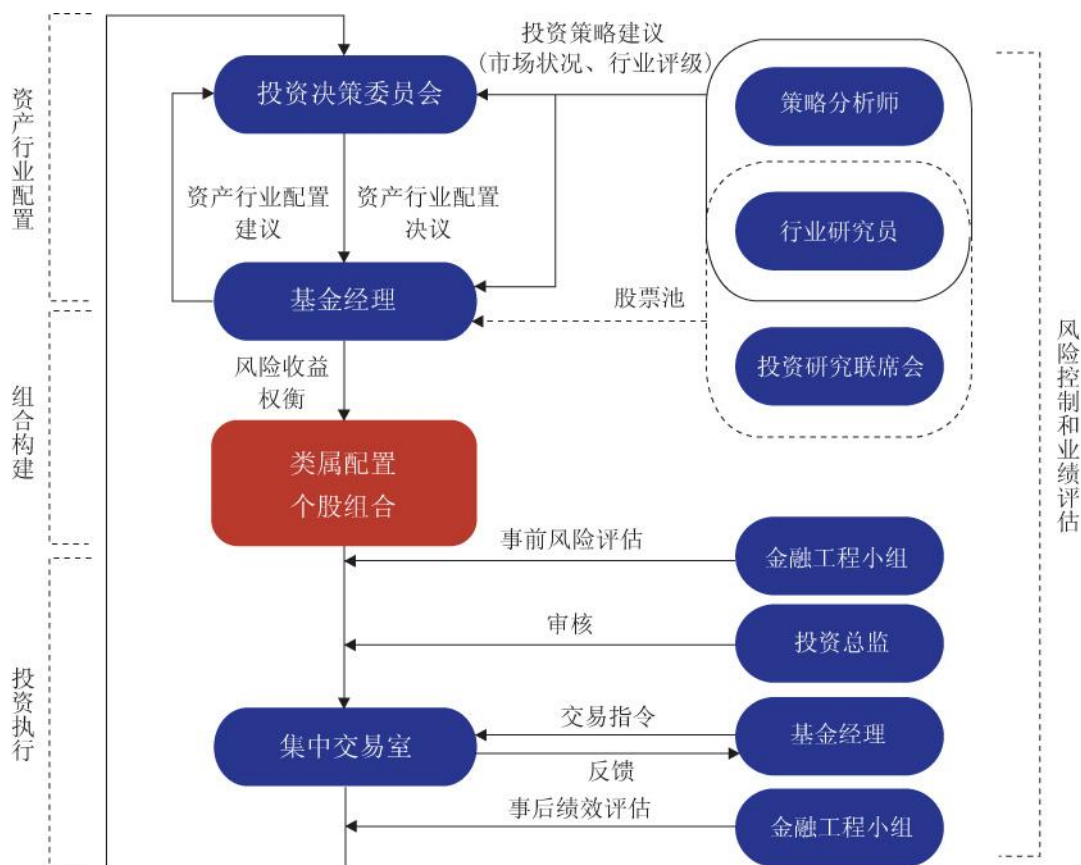 投资策略建议
(市场状况、行业评级)
投资决策委员会
策略分析师
资产行业配置
资产行业配置
建议
资产行业配置
决议
行业研究员
基金经理
股票池
投资研究联席会
风险收益
权衡
组合构建
类属配置
个股组合
风险控制和业绩评估
事前风险评估
金融工程小组
审核
投资总监
投资执行
集中交易室
交易指令
反馈
基金经理
事后绩效评估
金融工程小组